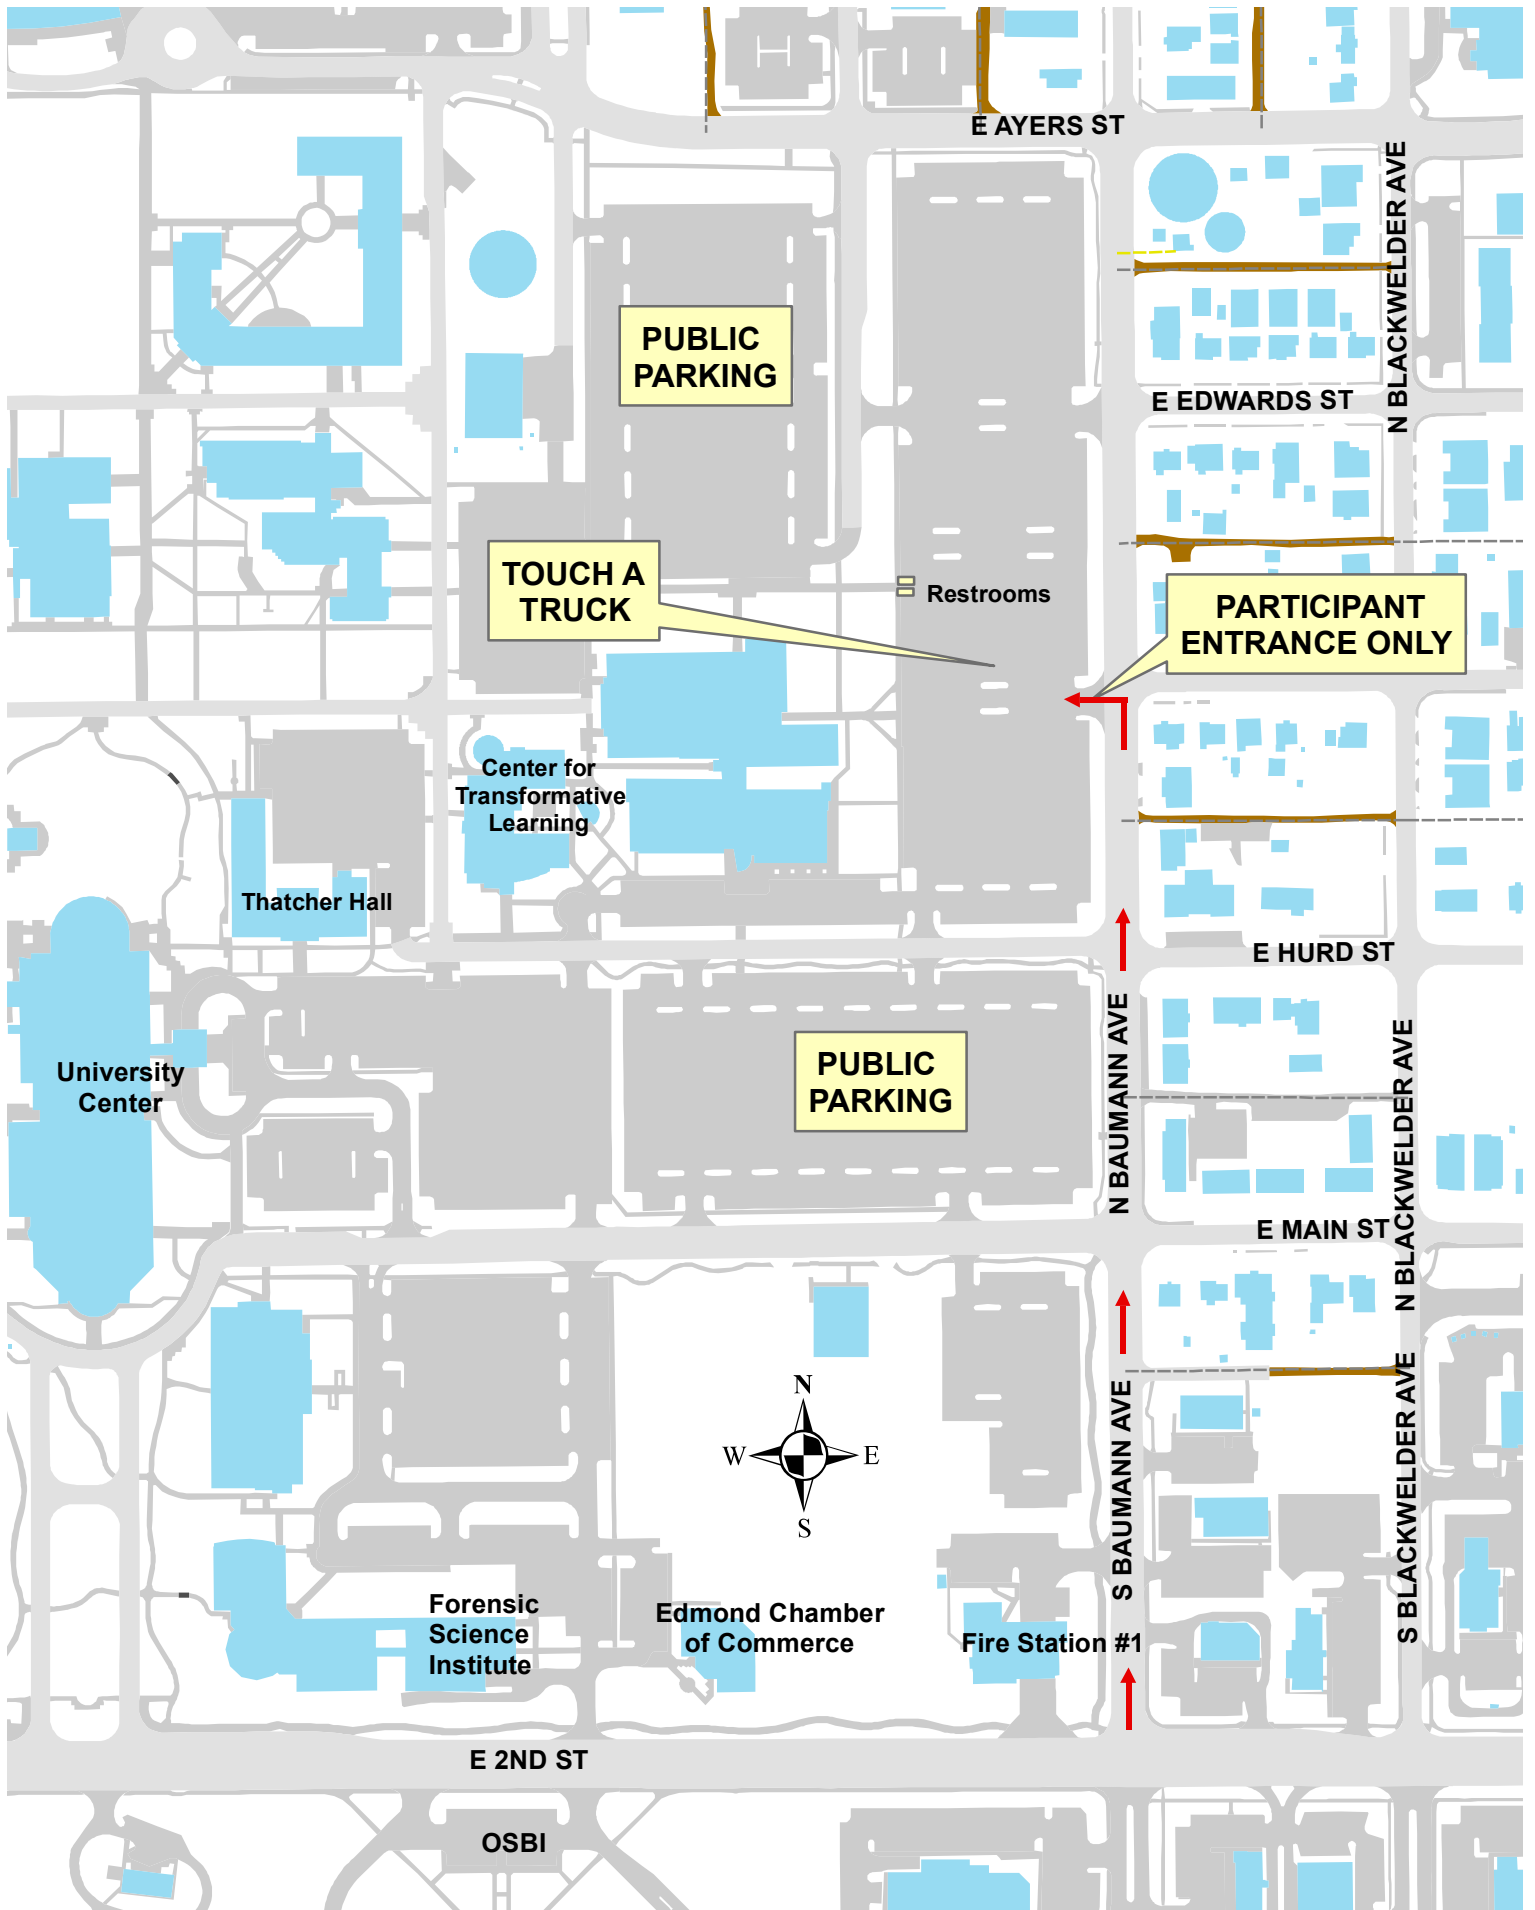 E AYERS ST
N BLACKWELDER AVE
PUBLIC
PARKING
E EDWARDS ST
TOUCH A
TRUCK
Restrooms
PARTICIPANT
ENTRANCE ONLY
Center for
Transformative
Learning
Thatcher Hall
E HURD ST
N BAUMANN AVE
N BLACKWELDER AVE
University
Center
PUBLIC
PARKING
E MAIN ST
S BAUMANN AVE
S BLACKWELDER AVE
N
W
E
S
Forensic
Science
Institute
Edmond Chamber
of Commerce
Fire Station #1
E 2ND ST
OSBI